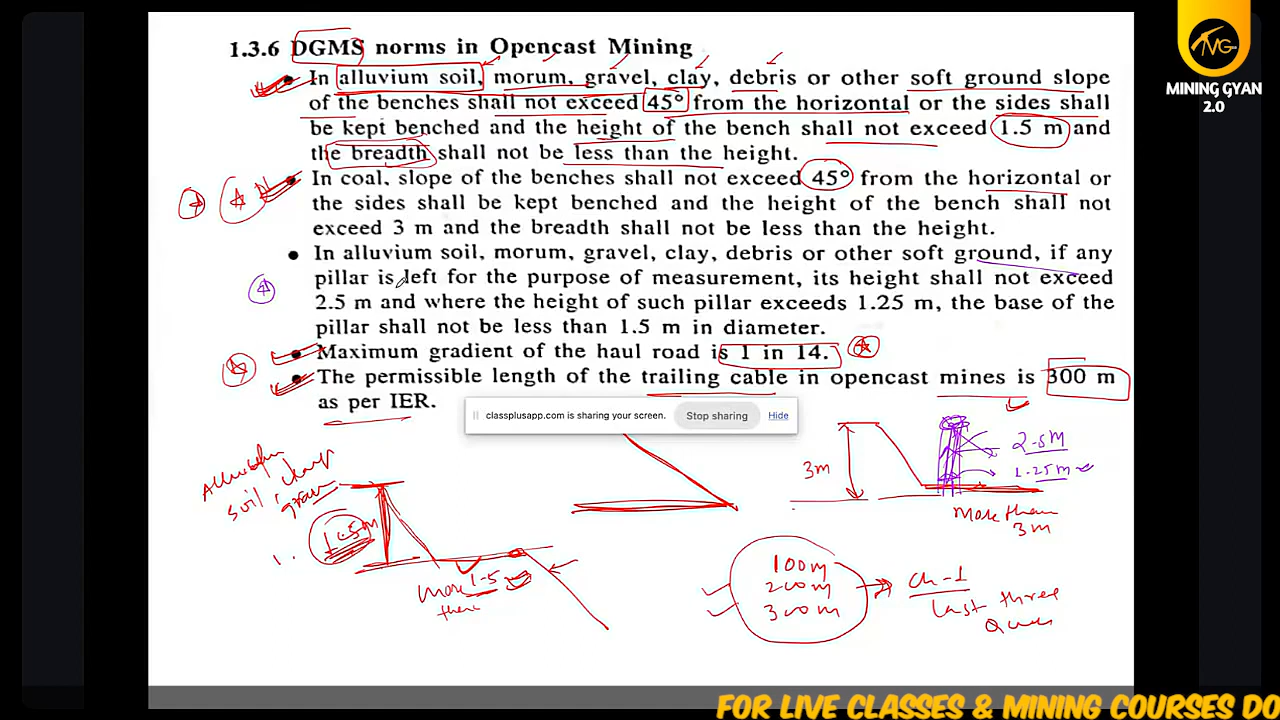 1.3.6 DGMS norms in Opencast Mining
In alluvium soil, morum, gravel, clay, debris or other soft ground slope
of the benches shall not exceed 45° from the horizontal or the sides shall
be kept benched and the height of the bench shall not exceed 1.5 m and
the breadth shall not be less than the height.
In coal, slope of the benches shall not exceed 45° from the horizontal or
the sides shall be kept benched and the height of the bench shall not
exceed 3 m and the breadth shall not be less than the height.
In alluvium soil, morum, gravel, clay, debris or other soft ground, if any
pillar is left for the purpose of measurement, its height shall not exceed
2.5 m and where the height of such pillar exceeds 1.25 m, the base of the
pillar shall not be less than 1.5 m in diameter.
Maximum gradient of the haul road is 1 in 14.
The permissible length of the trailing cable in opencast mines is 300 m
as per IER.
classplusapp.com is sharing your screen. Stop sharing Hide
TVG
MINING GYAN
2.0
soil
1.5 m
More 1-5
then
3m
2-5M
1.25m
more than
3m
100m
200m
300m
Ch-1
last three
Ques
FOR LIVE CLASSES & MINING COURSES DO